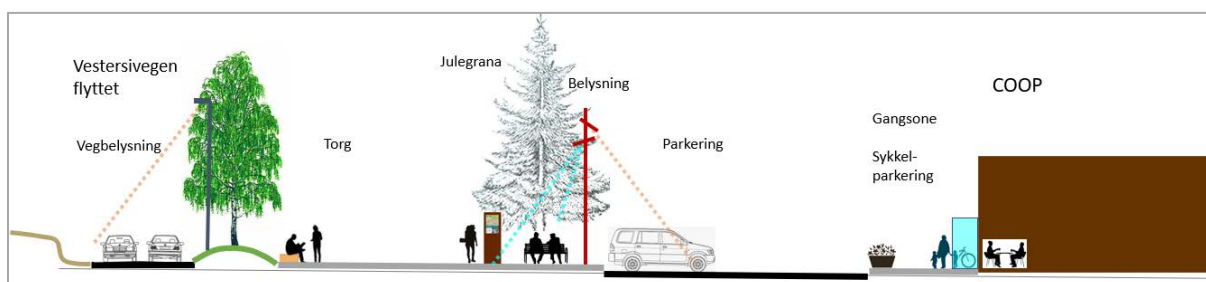 Vestersivegen
flyttet
Vegbelysning
Torg
Julegrana
Belysning
Parkering
Gangsone
Sykkel-
parkering
COOP